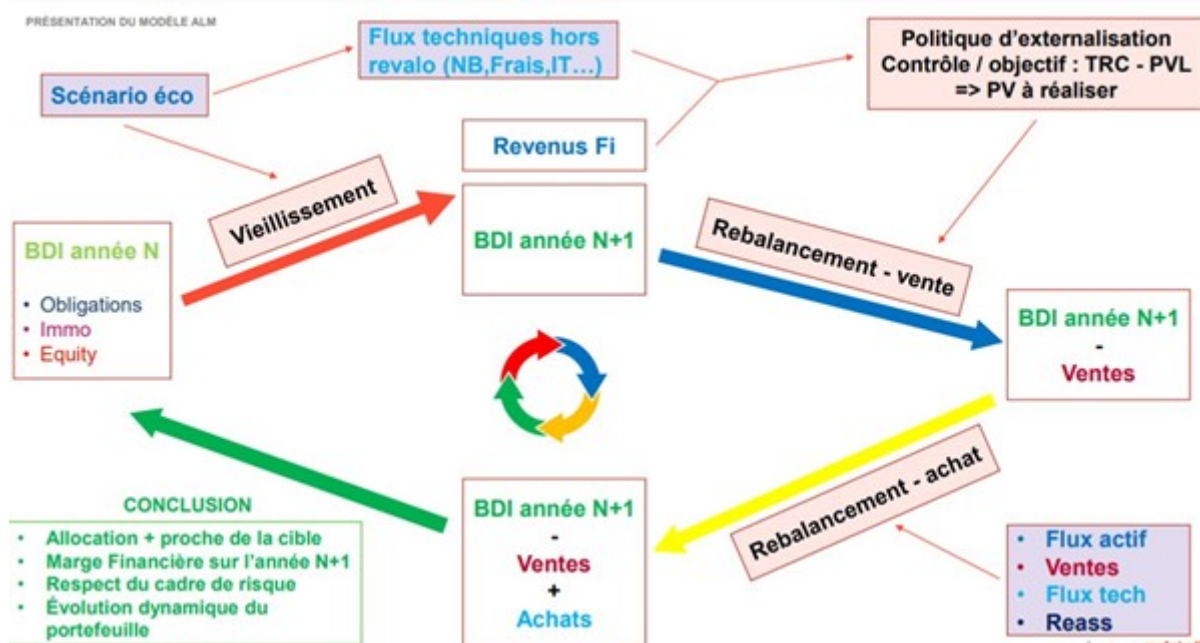 PRÉSENTATION DU MODÈLE ALM
Scénario éco
Flux techniques hors
revalo (NB,Frais,IT...)
Politique d'externalisation
Contrôle / objectif : TRC - PVL
=> PV à réaliser
Revenus Fi
BDI année N+1
Vieillissement
BDI année N
• Obligations
• Immo
• Equity
Rebalancement - vente
BDI année N+1
-
Ventes
Rebalancement - achat
• Flux actif
• Ventes
• Flux tech
• Reass
BDI année N+1
-
Ventes
+
Achats
CONCLUSION
• Allocation + proche de la cible
• Marge Financière sur l'année N+1
• Respect du cadre de risque
• Évolution dynamique du
portefeuille